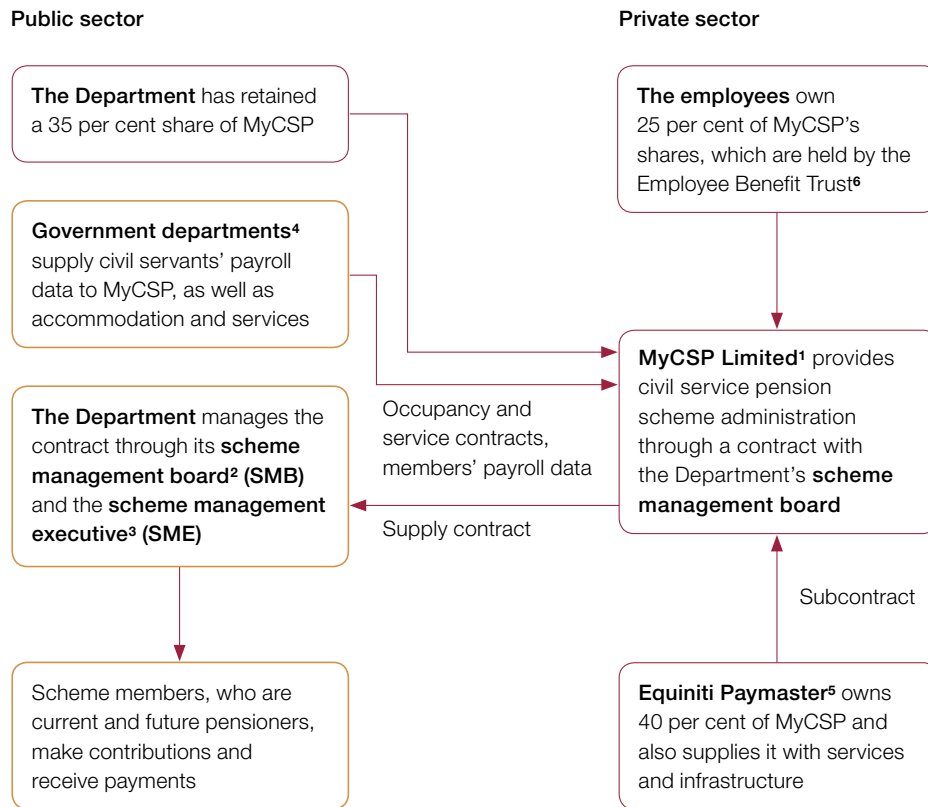 Public sector
Private sector
The Department has retained
a 35 per cent share of MyCSP
The employees own
25 per cent of MyCSP’s
shares, which are held by the
Employee Benefit Trust⁶
Government departments⁴
supply civil servants’ payroll
data to MyCSP, as well as
accommodation and services
MyCSP Limited¹ provides
civil service pension
scheme administration
through a contract with
the Department’s scheme
management board
The Department manages the
contract through its scheme
management board² (SMB)
and the scheme management
executive³ (SME)
Occupancy and
service contracts,
members’ payroll data
Supply contract
Subcontract
Scheme members, who are
current and future pensioners,
make contributions and
receive payments
Equiniti Paymaster⁵ owns
40 per cent of MyCSP and
also supplies it with services
and infrastructure